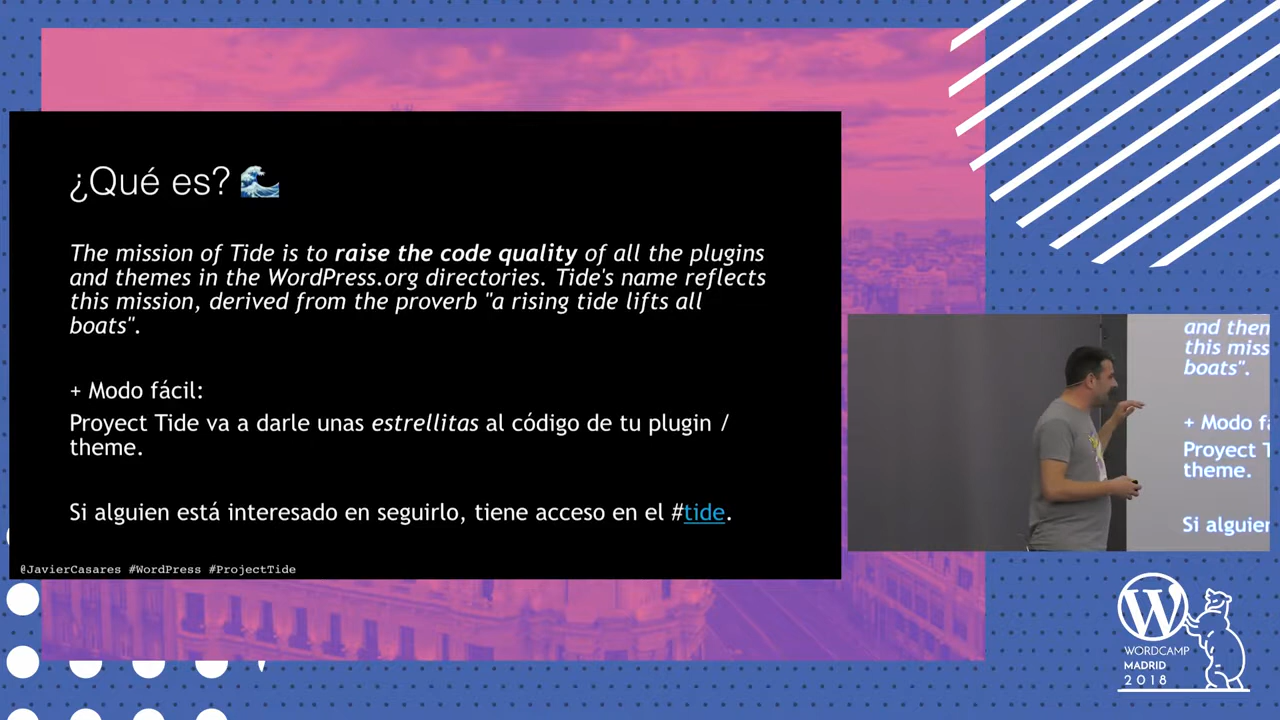 ¿Qué es? 🌊
The mission of Tide is to raise the code quality of all the plugins
and themes in the WordPress.org directories. Tide's name reflects
this mission, derived from the proverb "a rising tide lifts all
boats".
+ Modo fácil:
Proyect Tide va a darle unas estrellitas al código de tu plugin /
theme.
Si alguien está interesado en seguirlo, tiene acceso en el #tide.
@JavierCasares #WordPress #ProjectTide
and then
this miss
boats".
+ Modo fá
Proyect T
theme.
Si alguien
W
WORDCAMP
MADRID
2018